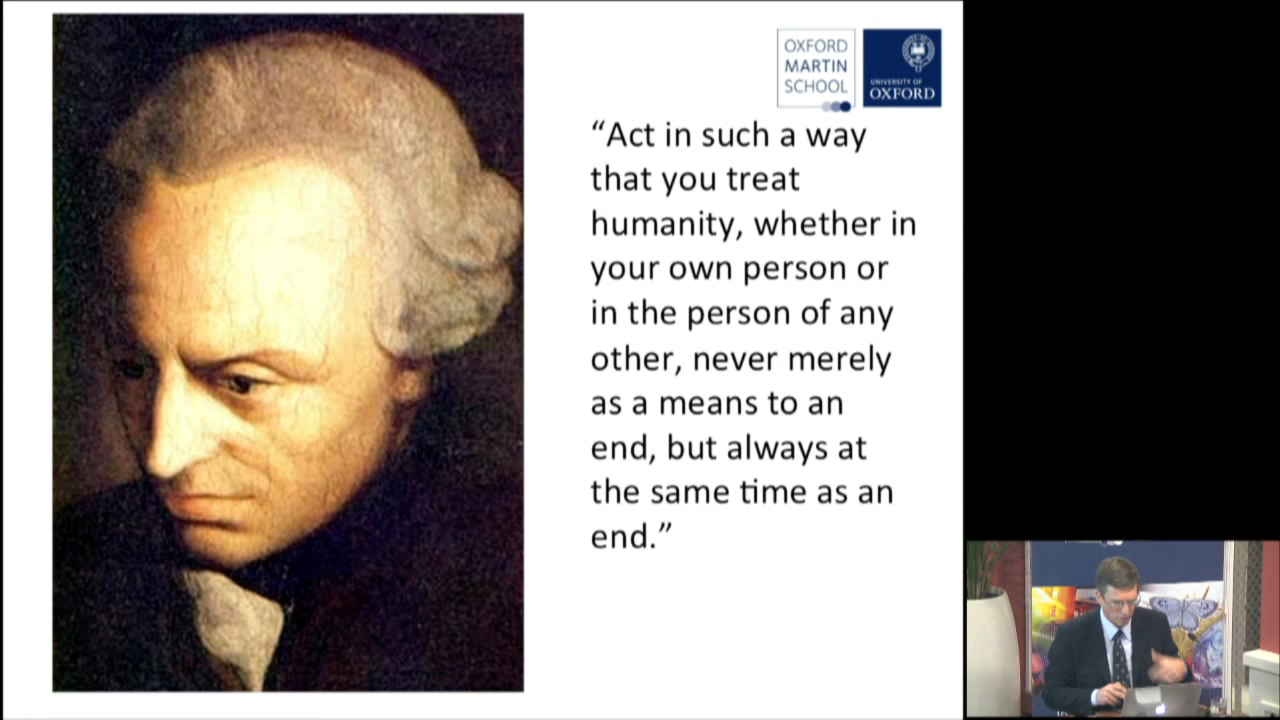 OXFORD
MARTIN
SCHOOL
UNIVERSITY OF
OXFORD
“Act in such a way
that you treat
humanity, whether in
your own person or
in the person of any
other, never merely
as a means to an
end, but always at
the same time as an
end.”